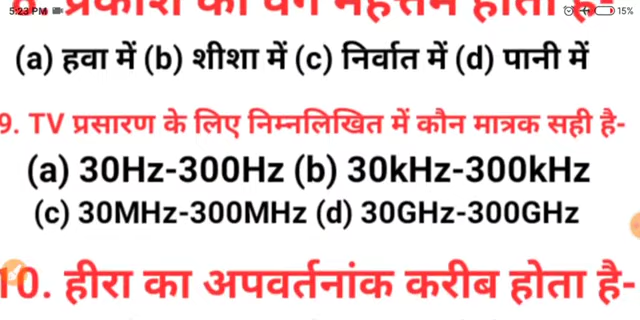 5:23 PM 15%
प्रकाश का वेग महत्तम होता है-
(a) हवा में (b) शीशा में (c) निर्वात में (d) पानी में
9. TV प्रसारण के लिए निम्नलिखित में कौन मात्रक सही है-
(a) 30Hz-300Hz (b) 30kHz-300kHz
(c) 30MHz-300MHz (d) 30GHz-300GHz
10. हीरा का अपवर्तनांक करीब होता है-